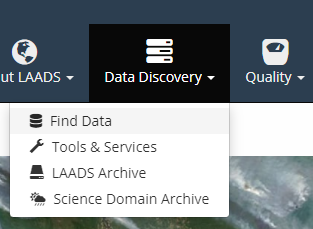 ut LAADS
Data Discovery
Quality
Find Data
Tools & Services
LAADS Archive
Science Domain Archive